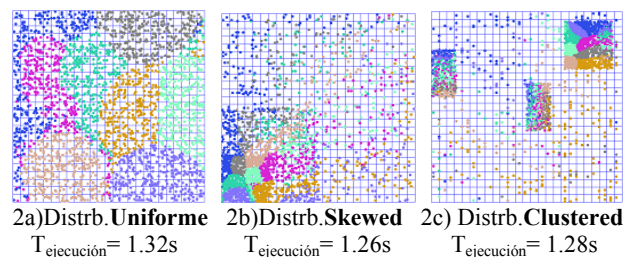 2a)Distrb.Uniforme 2b)Distrb.Skewed 2c) Distrb.Clustered
Tejecución= 1.32s Tejecución= 1.26s Tejecución= 1.28s